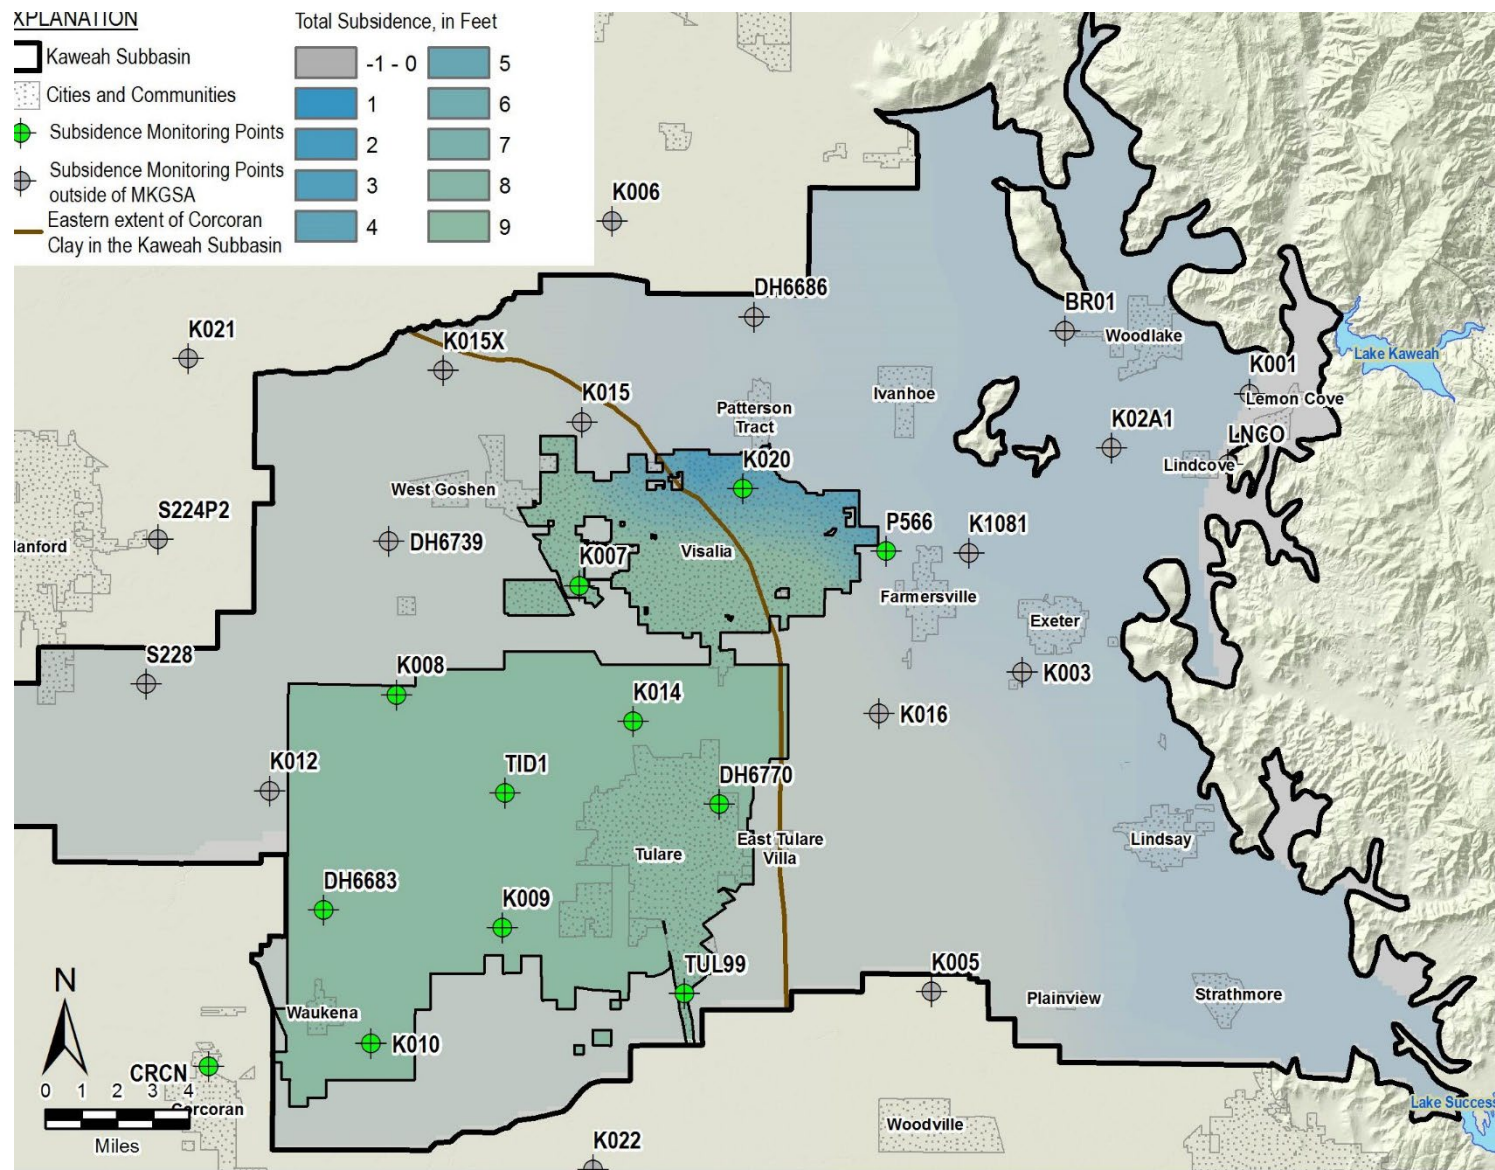 XPLANATION
Kaweah Subbasin
Cities and Communities
Subsidence Monitoring Points
Subsidence Monitoring Points
outside of MKGSA
Eastern extent of Corcoran
Clay in the Kaweah Subbasin
Total Subsidence, in Feet
-1 - 0
1
2
3
4
5
6
7
8
9
K006
DH6686
BR01
Woodlake
Lake Kaweah
K021
K015X
K001
K015
Ivanhoe
Lemon Cove
Patterson
Tract
K02A1
LNCO
K020
Lindcove
West Goshen
S224P2
P566
K1081
lanford
DH6739
K007
Visalia
Farmersville
Exeter
S228
K008
K003
K014
K016
K012
TID1
DH6770
East Tulare
Villa
Tulare
Lindsay
DH6683
K009
TUL99
K005
Plainview
Strathmore
Waukena
K010
N
CRCN
0 1 2 3 4
Miles
Corcoran
Lake Success
Woodville
K022